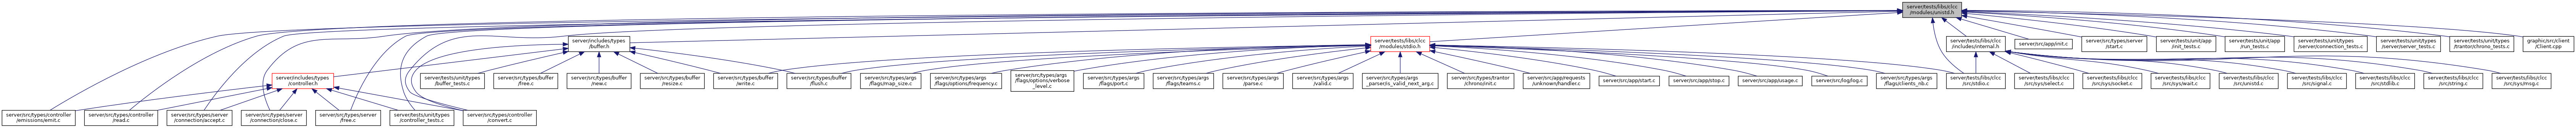 server/tests/libs/clcc
/modules/unistd.h
server/includes/types
/buffer.h
server/tests/libs/clcc
/modules/stdio.h
server/tests/libs/clcc
/includes/internal.h
server/src/app/init.c
server/src/types/server
/start.c
server/tests/unit/app
/init_tests.c
server/tests/unit/app
/run_tests.c
server/tests/unit/types
/server/connection_tests.c
server/tests/unit/types
/server/server_tests.c
server/tests/unit/types
/trantor/chrono_tests.c
graphic/src/client
/Client.cpp
server/includes/types
/controller.h
server/tests/unit/types
/buffer_tests.c
server/src/types/buffer
/free.c
server/src/types/buffer
/new.c
server/src/types/buffer
/resize.c
server/src/types/buffer
/write.c
server/src/types/buffer
/flush.c
server/src/types/args
/flags/map_size.c
server/src/types/args
/flags/options/frequency.c
server/src/types/args
/flags/options/verbose
_level.c
server/src/types/args
/flags/port.c
server/src/types/args
/flags/teams.c
server/src/types/args
/parse.c
server/src/types/args
/valid.c
server/src/types/args
/parser/is_valid_next_arg.c
server/src/types/trantor
/chrono/init.c
server/src/app/requests
/unknown/handler.c
server/src/app/start.c
server/src/app/stop.c
server/src/app/usage.c
server/src/log/log.c
server/src/types/args
/flags/clients_nb.c
server/tests/libs/clcc
/src/stdio.c
server/tests/libs/clcc
/src/sys/select.c
server/tests/libs/clcc
/src/sys/socket.c
server/tests/libs/clcc
/src/sys/wait.c
server/tests/libs/clcc
/src/unistd.c
server/tests/libs/clcc
/src/signal.c
server/tests/libs/clcc
/src/stdlib.c
server/tests/libs/clcc
/src/string.c
server/tests/libs/clcc
/src/sys/msg.c
server/src/types/controller
/emissions/emit.c
server/src/types/controller
/read.c
server/src/types/server
/connection/accept.c
server/src/types/server
/connection/close.c
server/src/types/server
/free.c
server/tests/unit/types
/controller_tests.c
server/src/types/controller
/convert.c